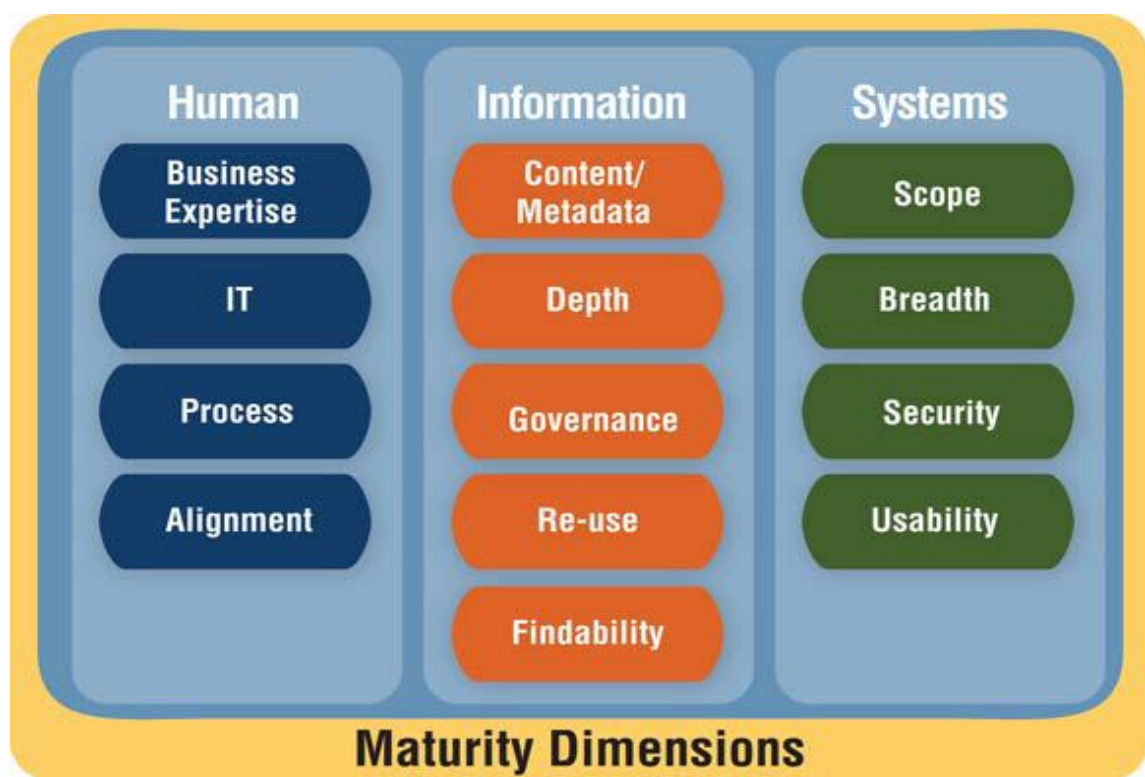 Human
Business
Expertise
IT
Process
Alignment
Information
Content/
Metadata
Depth
Governance
Re-use
Findability
Systems
Scope
Breadth
Security
Usability
Maturity Dimensions